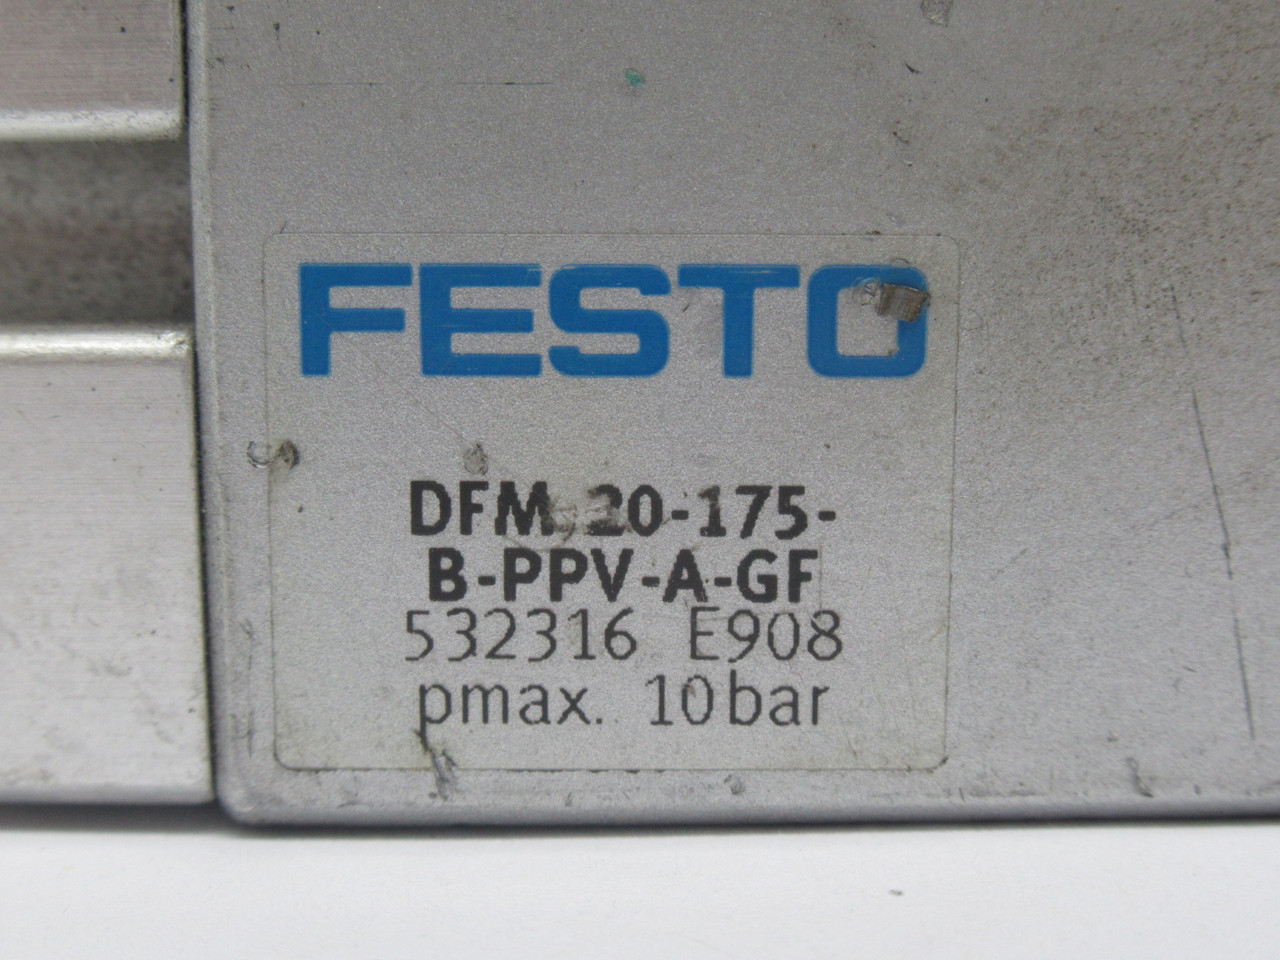 FESTO
DFM-20-175-
B-PPV-A-GF
532316 E908
pmax. 10bar